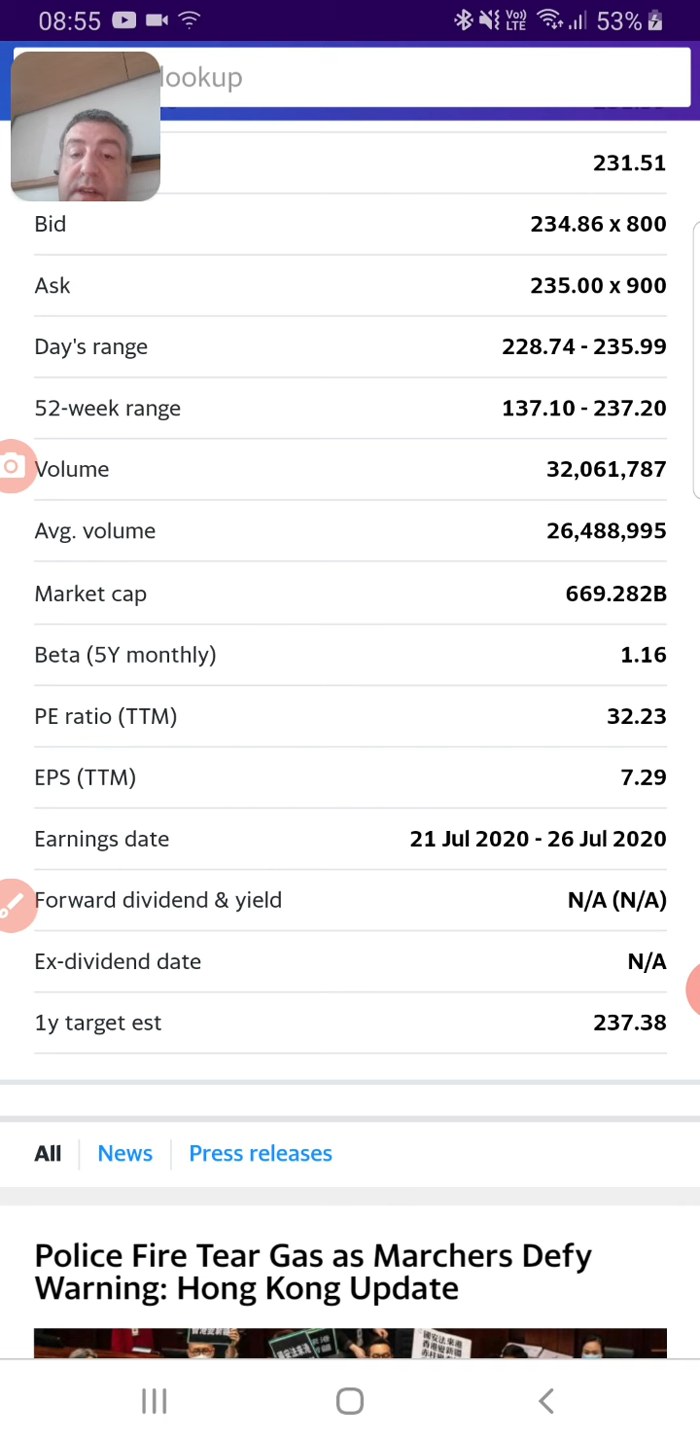 08:55 Vo)) LTE 53%
lookup
231.51
Bid 234.86 x 800
Ask 235.00 x 900
Day's range 228.74 - 235.99
52-week range 137.10 - 237.20
Volume 32,061,787
Avg. volume 26,488,995
Market cap 669.282B
Beta (5Y monthly) 1.16
PE ratio (TTM) 32.23
EPS (TTM) 7.29
Earnings date 21 Jul 2020 - 26 Jul 2020
Forward dividend & yield N/A (N/A)
Ex-dividend date N/A
1y target est 237.38
All News Press releases
Police Fire Tear Gas as Marchers Defy
Warning: Hong Kong Update